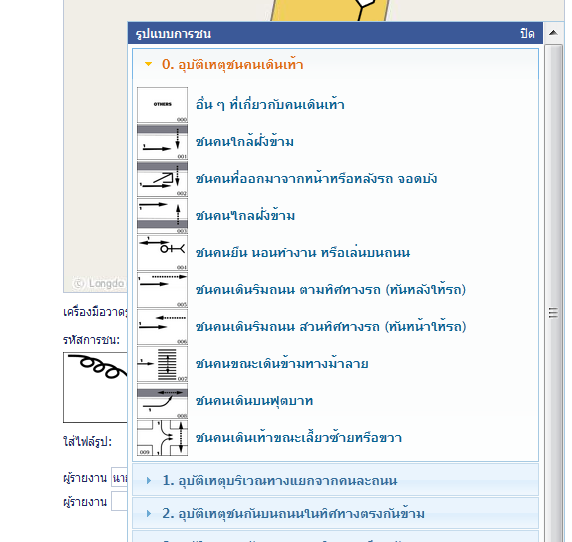 รูปแบบการชน ปิด
0. อุบัติเหตุชนคนเดินเท้า
OTHERS
000
อื่น ๆ ที่เกี่ยวกับคนเดินเท้า
1
001
ชนคนใกล้ฝั่งข้าม
1
002
ชนคนที่ออกมาจากหน้าหรือหลังรถ จอดบัง
1
003
ชนคนไกลฝั่งข้าม
1
004
ชนคนยืน นอนทำงาน หรือเล่นบนถนน
1
005
ชนคนเดินริมถนน ตามทิศทางรถ (หันหลังให้รถ)
1
006
ชนคนเดินริมถนน สวนทิศทางรถ (หันหน้าให้รถ)
1
007
ชนคนขณะเดินข้ามทางม้าลาย
1
008
ชนคนเดินบนฟุตบาท
1
009
ชนคนเดินเท้าขณะเลี้ยวซ้ายหรือขวา
1. อุบัติเหตุบริเวณทางแยกจากคนละถนน
2. อุบัติเหตุชนกันบนถนนในทิศทางตรงกันข้าม
© Longdo
เครื่องมือวาดรูป
รหัสการชน:
ใส่ไฟล์รูป:
ผู้รายงาน
ผู้รายงาน